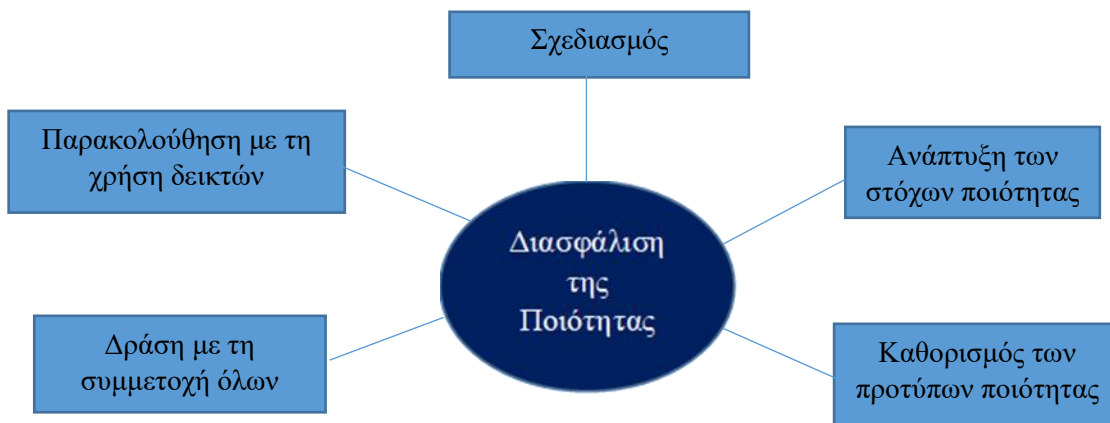 Σχεδιασμός
Παρακολούθηση με τη
χρήση δεικτών
Ανάπτυξη των
στόχων ποιότητας
Διασφάλιση
της
Ποιότητας
Δράση με τη
συμμετοχή όλων
Καθορισμός των
προτύπων ποιότητας